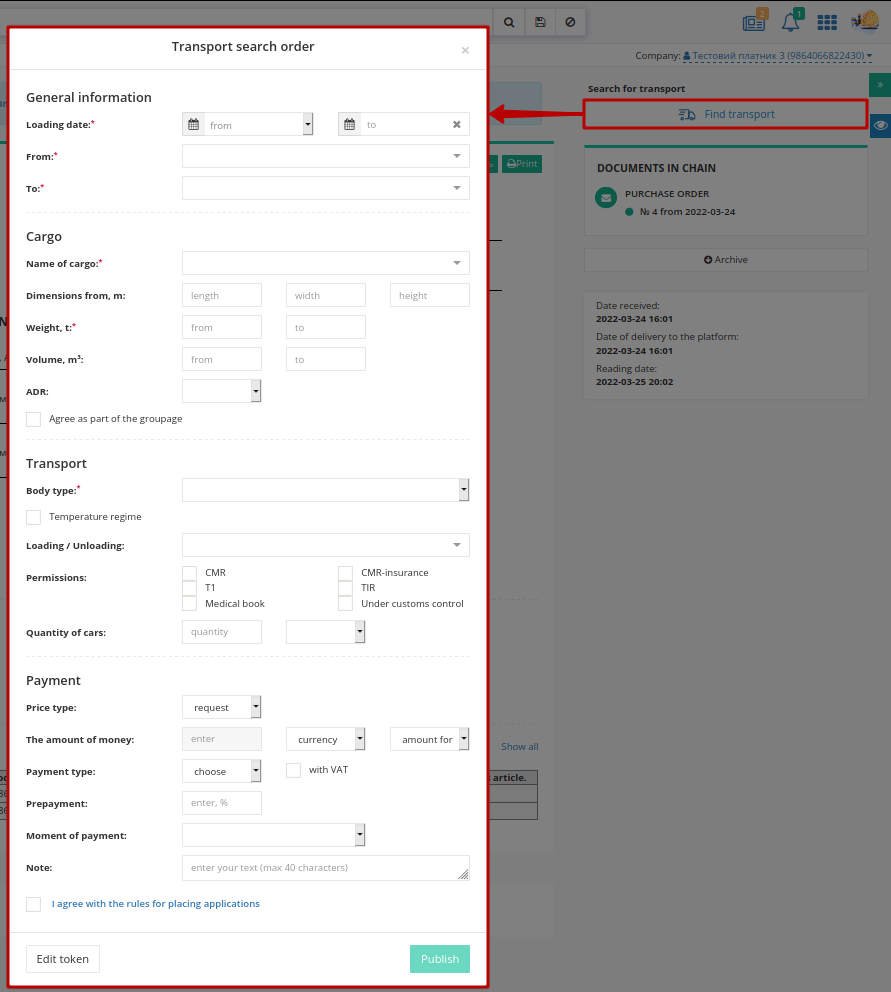 2
1
Company: Тестовий платник 3 (9864066822430)
Transport search order
×
Search for transport
»
Find transport
General information
Loading date:*
from
to
From:*
To:*
Print
DOCUMENTS IN CHAIN
PURCHASE ORDER
№ 4 from 2022-03-24
Archive
Date received:
2022-03-24 16:01
Date of delivery to the platform:
2022-03-24 16:01
Reading date:
2022-03-25 20:02
Cargo
Name of cargo:*
Dimensions from, m:
length
width
height
Weight, t:*
from
to
Volume, m³:
from
to
ADR:
Agree as part of the groupage
Transport
Body type:*
Temperature regime
Loading / Unloading:
Permissions:
CMR
CMR-insurance
T1
TIR
Medical book
Under customs control
Quantity of cars:
quantity
Payment
Price type:
request
The amount of money:
enter
currency
amount for
Show all
Payment type:
choose
with VAT
article.
Prepayment:
enter, %
Moment of payment:
Note:
enter your text (max 40 characters)
I agree with the rules for placing applications
Edit token
Publish